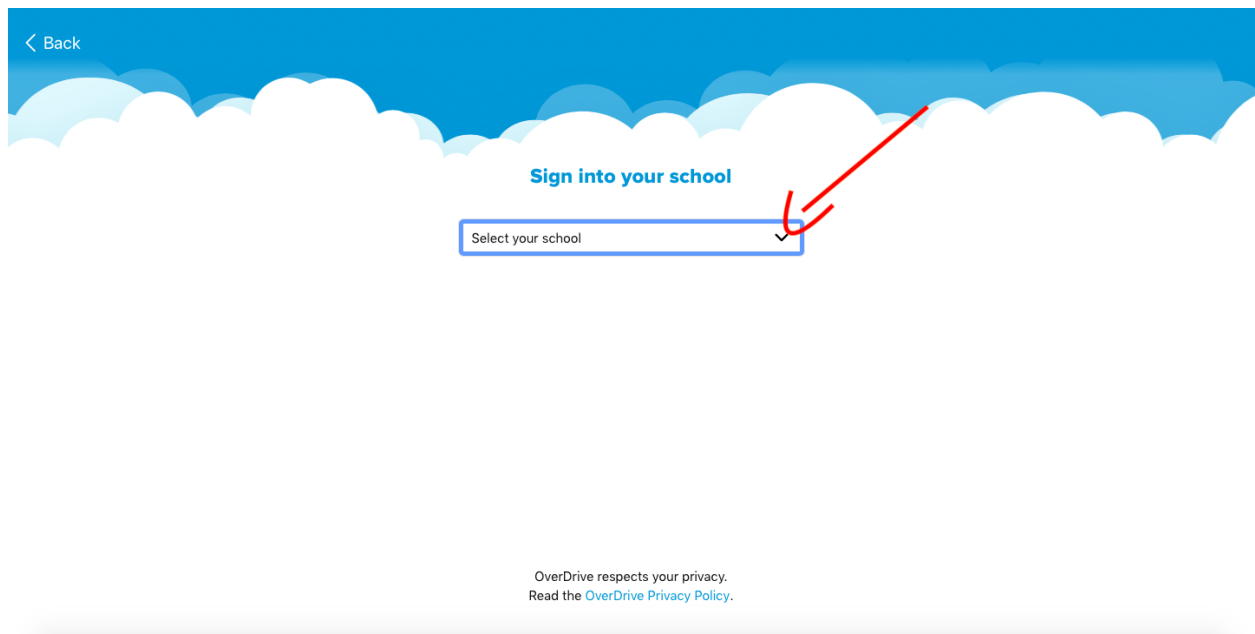 Back
Sign into your school
Select your school
OverDrive respects your privacy.
Read the OverDrive Privacy Policy.